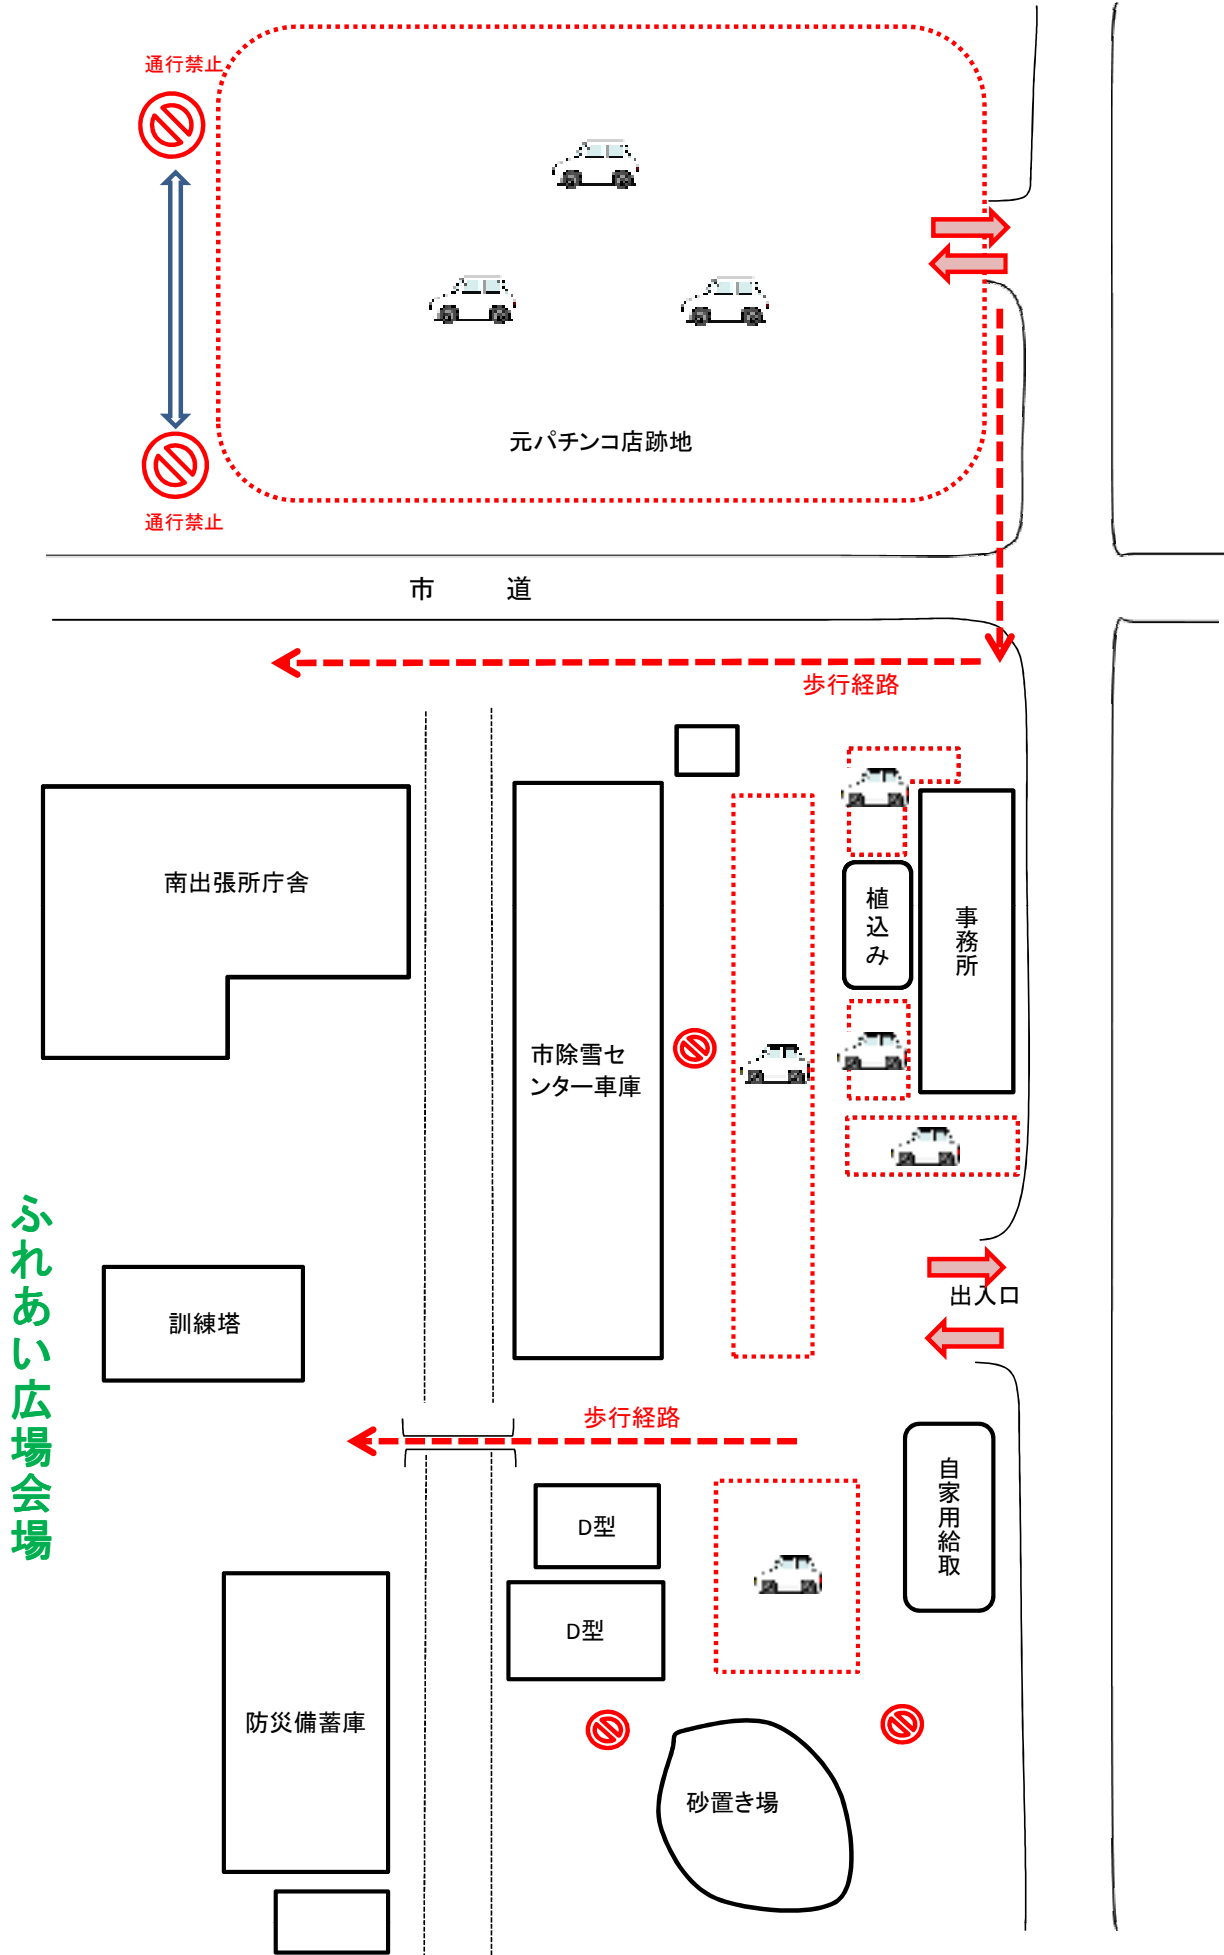 通行禁止
元パチンコ店跡地
通行禁止
市 道
歩行経路
南出張所庁舎
植込み
事務所
市除雪セ
ンター車庫
ふれあい広場会場
出入口
訓練塔
歩行経路
自家用給取
D型
D型
防災備蓄庫
砂置き場